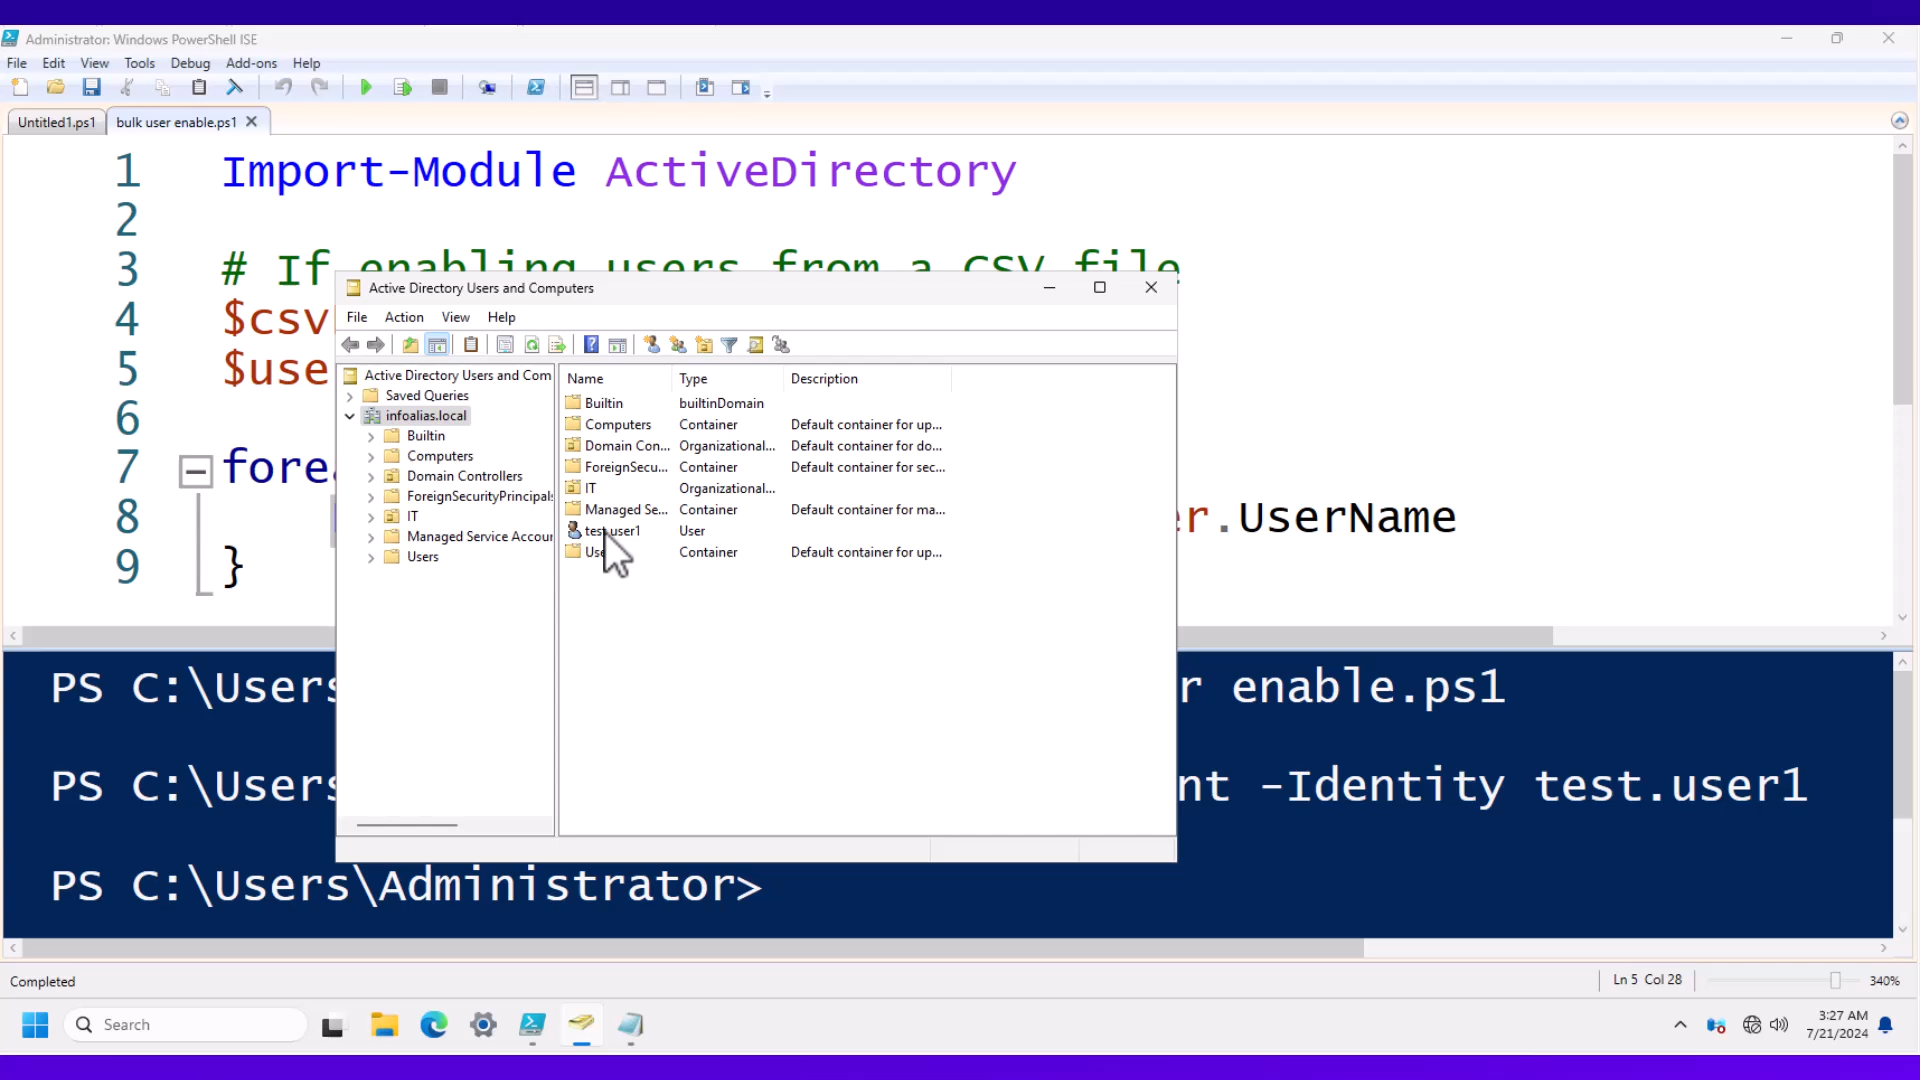 Administrator: Windows PowerShell ISE
File Edit View Tools Debug Add-ons Help
Untitled1.ps1 bulk user enable.ps1
1 Import-Module ActiveDirectory
2
3 # If enabling users from a CSV file
4 $csv
5 $use
6
7 fore
8 .UserName
9 }
Active Directory Users and Computers
File Action View Help
Active Directory Users and Com
Saved Queries
infoalias.local
Builtin
Computers
Domain Controllers
ForeignSecurityPrincipals
IT
Managed Service Accour
Users
Name Type Description
Builtin builtinDomain
Computers Container Default container for up...
Domain Con... Organizational... Default container for do...
ForeignSecu... Container Default container for sec...
IT Organizational...
Managed Se... Container Default container for ma...
test.user1 User
Use Container Default container for up...
PS C:\Users r enable.ps1
PS C:\Users nt -Identity test.user1
PS C:\Users\Administrator>
Completed Ln 5 Col 28 340%
Search 3:27 AM
7/21/2024